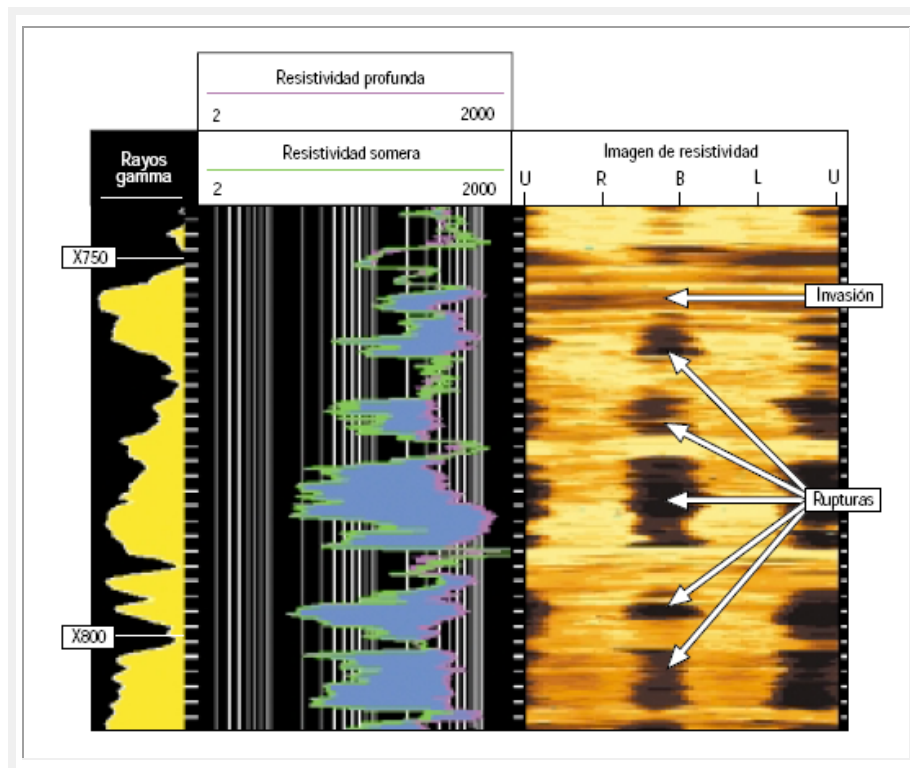 Resistividad profunda
2 2000
Rayos
gamma
Resistividad somera
2 2000
Imagen de resistividad
U R B L U
X750
Invasión
Rupturas
X800